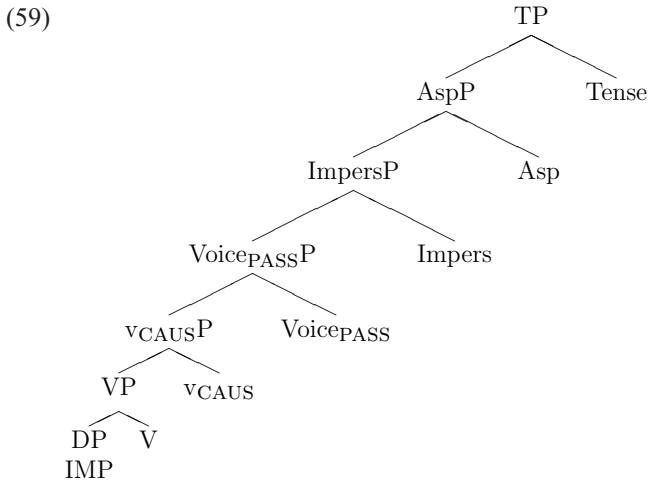 (59)
TP
AspP Tense
ImpersP Asp
VoicePASSP Impers
vCAUSP VoicePASS
VP vCAUS
DP V
IMP